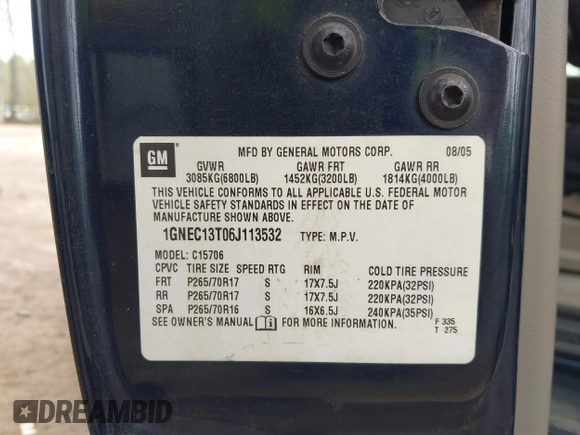 GM
MFD BY GENERAL MOTORS CORP. 08/05
GVWR GAWR FRT GAWR RR
3085KG(6800LB) 1452KG(3200LB) 1814KG(4000LB)
THIS VEHICLE CONFORMS TO ALL APPLICABLE U.S. FEDERAL MOTOR
VEHICLE SAFETY STANDARDS IN EFFECT ON THE DATE OF
MANUFACTURE SHOWN ABOVE.
1GNEC13T06J113532 TYPE: M.P.V.
MODEL: C15706
CPVC TIRE SIZE SPEED RTG RIM COLD TIRE PRESSURE
FRT P265/70R17 S 17X7.5J 220KPA(32PSI)
RR P265/70R17 S 17X7.5J 220KPA(32PSI)
SPA P265/70R16 S 16X6.5J 240KPA(35PSI)
SEE OWNER'S MANUAL FOR MORE INFORMATION. F 335
T 275
DREAMBID